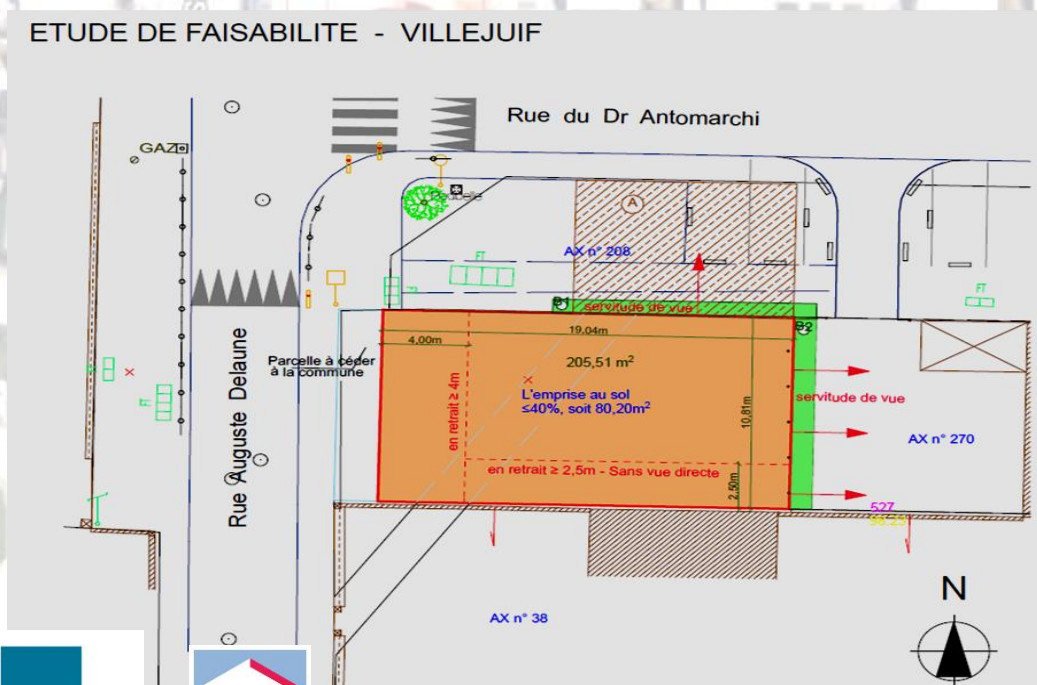 ETUDE DE FAISABILITE - VILLEJUIF
Rue du Dr Antomarchi
GAZ
A
AX n° 208
FT
FT
B1
servitude de vue
B2
19,04m
4,00m
205,51 m²
Parcelle à céder
à la commune
L'emprise au sol
≤40%, soit 80,20m²
en retrait ≥ 4m
10,81m
servitude de vue
AX n° 270
FT
Rue Auguste Delaune
en retrait ≥ 2,5m - Sans vue directe
2,50m
527
AX n° 38
N